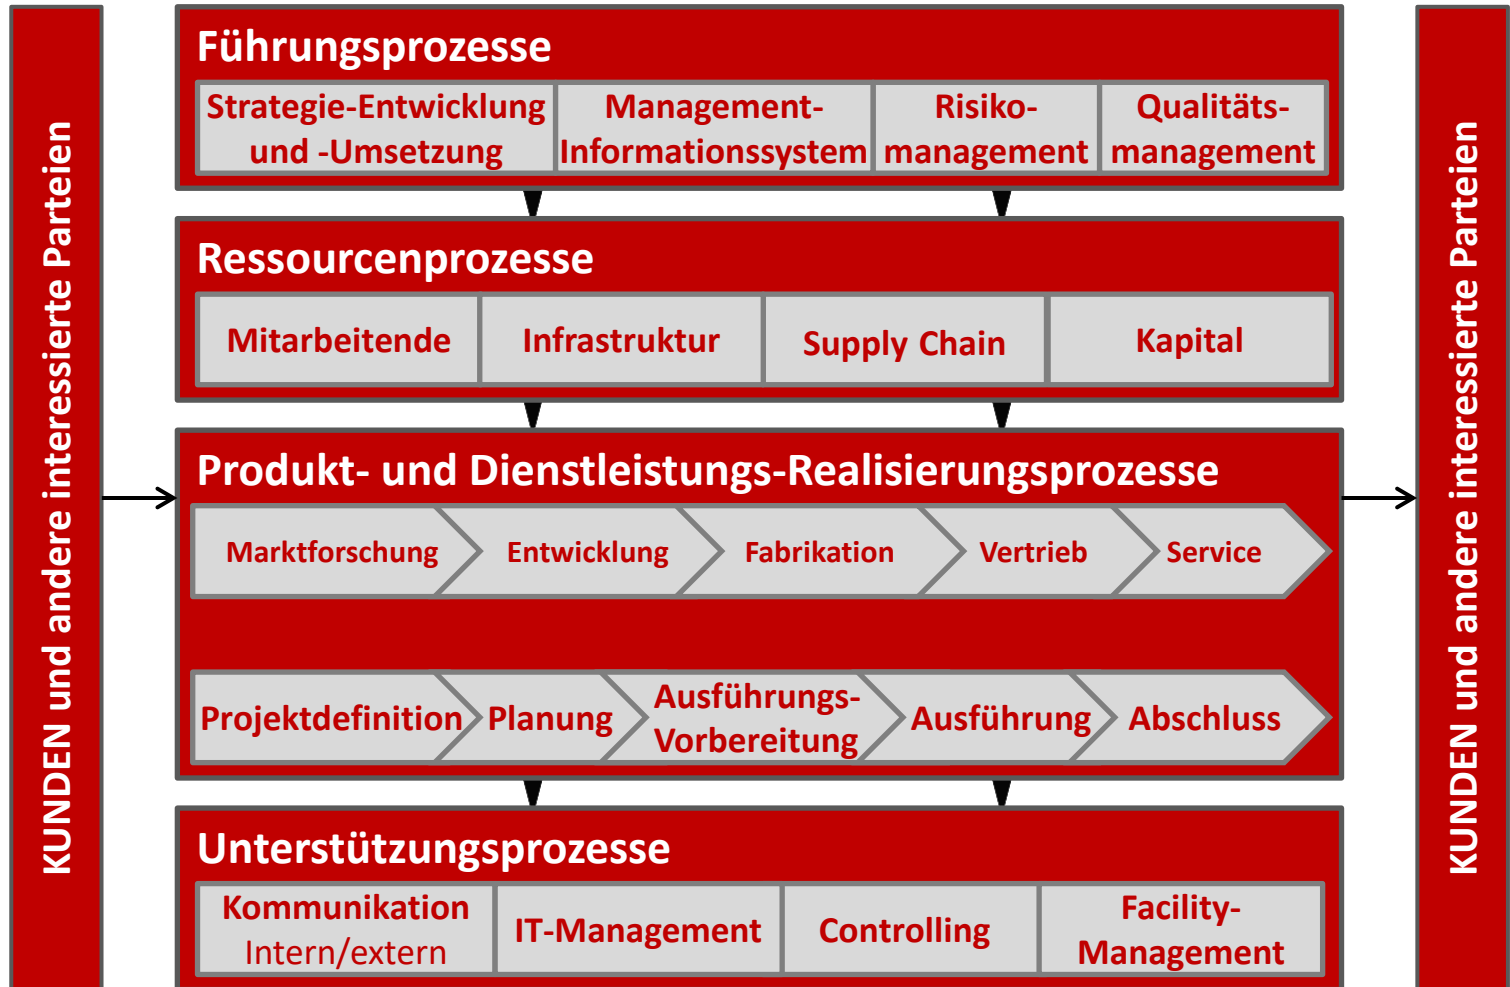 KUNDEN und andere interessierte Parteien
Führungsprozesse
Strategie-Entwicklung
und -Umsetzung
Management-
Informationssystem
Risiko-
management
Qualitäts-
management
Ressourcenprozesse
Mitarbeitende
Infrastruktur
Supply Chain
Kapital
Produkt- und Dienstleistungs-Realisierungsprozesse
Marktforschung
Entwicklung
Fabrikation
Vertrieb
Service
Projektdefinition
Planung
Ausführungs-
Vorbereitung
Ausführung
Abschluss
Unterstützungsprozesse
Kommunikation
Intern/extern
IT-Management
Controlling
Facility-
Management
KUNDEN und andere interessierte Parteien